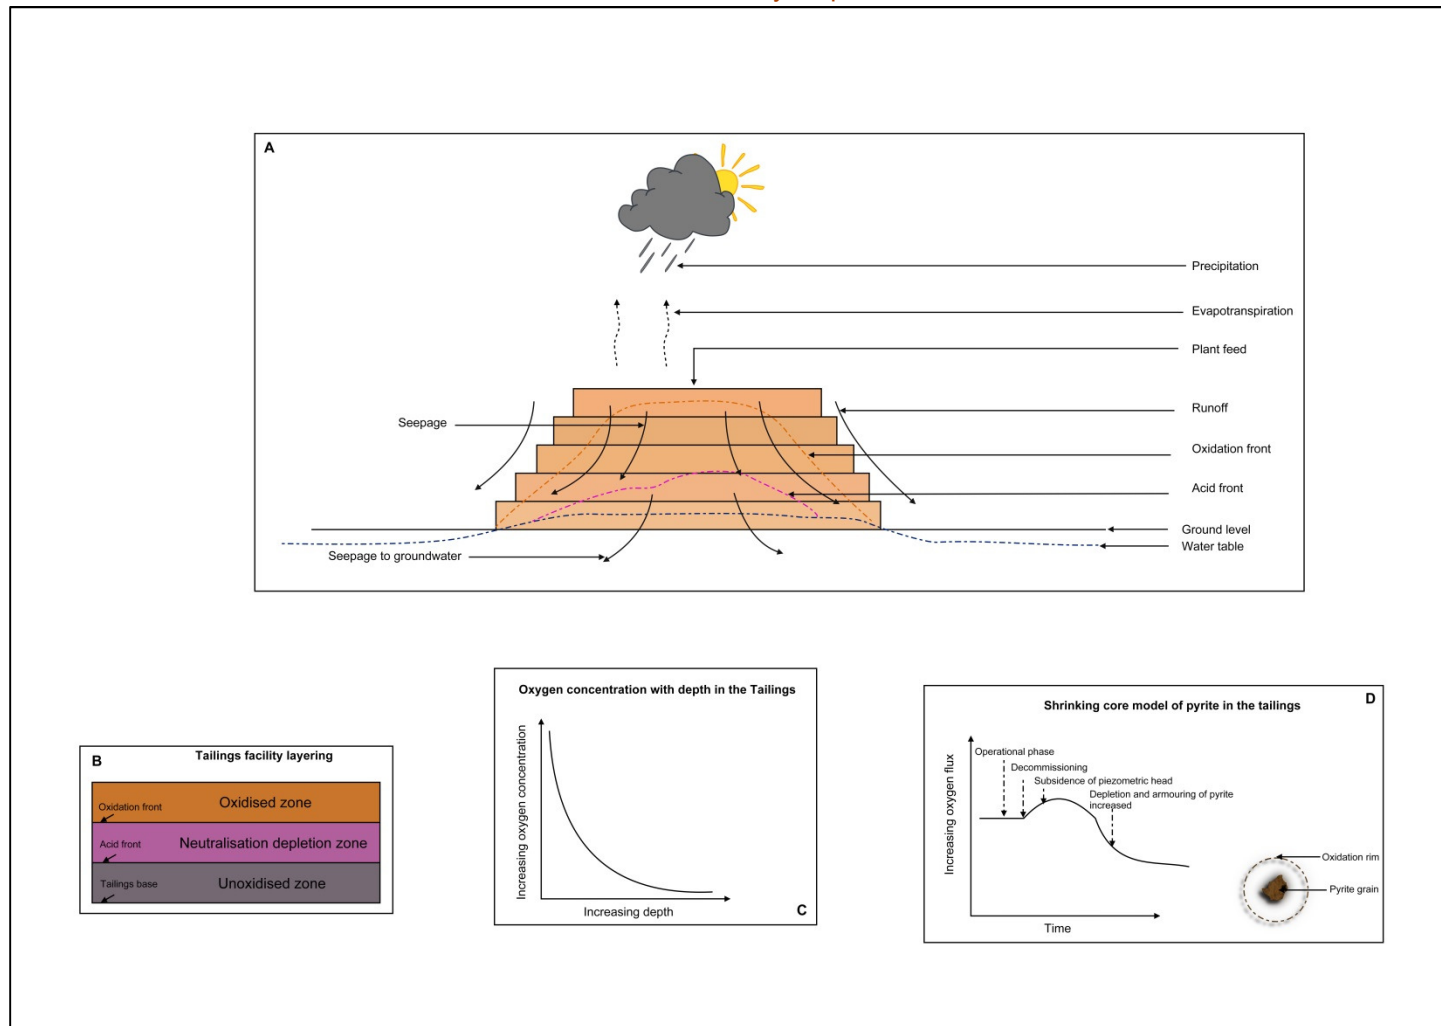 A
Precipitation
Evapotranspiration
Plant feed
Runoff
Seepage
Oxidation front
Acid front
Ground level
Water table
Seepage to groundwater
B
Tailings facility layering
Oxidation front
Oxidised zone
Acid front
Neutralisation depletion zone
Tailings base
Unoxidised zone
Oxygen concentration with depth in the Tailings
Increasing oxygen concentration
Increasing depth
C
D
Shrinking core model of pyrite in the tailings
Increasing oxygen flux
Operational phase
Decommissioning
Subsidence of piezometric head
Depletion and armouring of pyrite
increased
Oxidation rim
Pyrite grain
Time